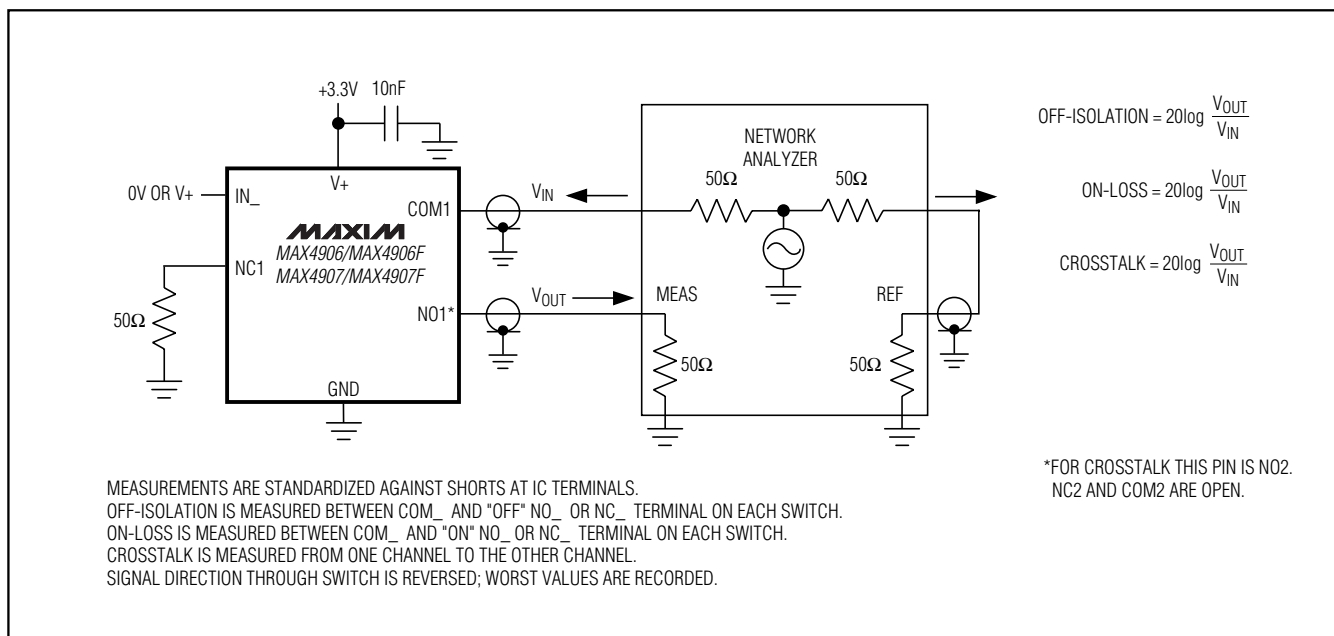 +3.3V 10nF
V+
0V OR V+ IN_
COM1
MAXIM
MAX4906/MAX4906F
MAX4907/MAX4907F
NC1
NO1*
50Ω
GND
VIN
VOUT
NETWORK
ANALYZER
50Ω 50Ω
MEAS REF
50Ω 50Ω
OFF-ISOLATION = 20log VOUT
VIN
ON-LOSS = 20log VOUT
VIN
CROSSTALK = 20log VOUT
VIN
*FOR CROSSTALK THIS PIN IS NO2.
NC2 AND COM2 ARE OPEN.
MEASUREMENTS ARE STANDARDIZED AGAINST SHORTS AT IC TERMINALS.
OFF-ISOLATION IS MEASURED BETWEEN COM_ AND "OFF" NO_ OR NC_ TERMINAL ON EACH SWITCH.
ON-LOSS IS MEASURED BETWEEN COM_ AND "ON" NO_ OR NC_ TERMINAL ON EACH SWITCH.
CROSSTALK IS MEASURED FROM ONE CHANNEL TO THE OTHER CHANNEL.
SIGNAL DIRECTION THROUGH SWITCH IS REVERSED; WORST VALUES ARE RECORDED.